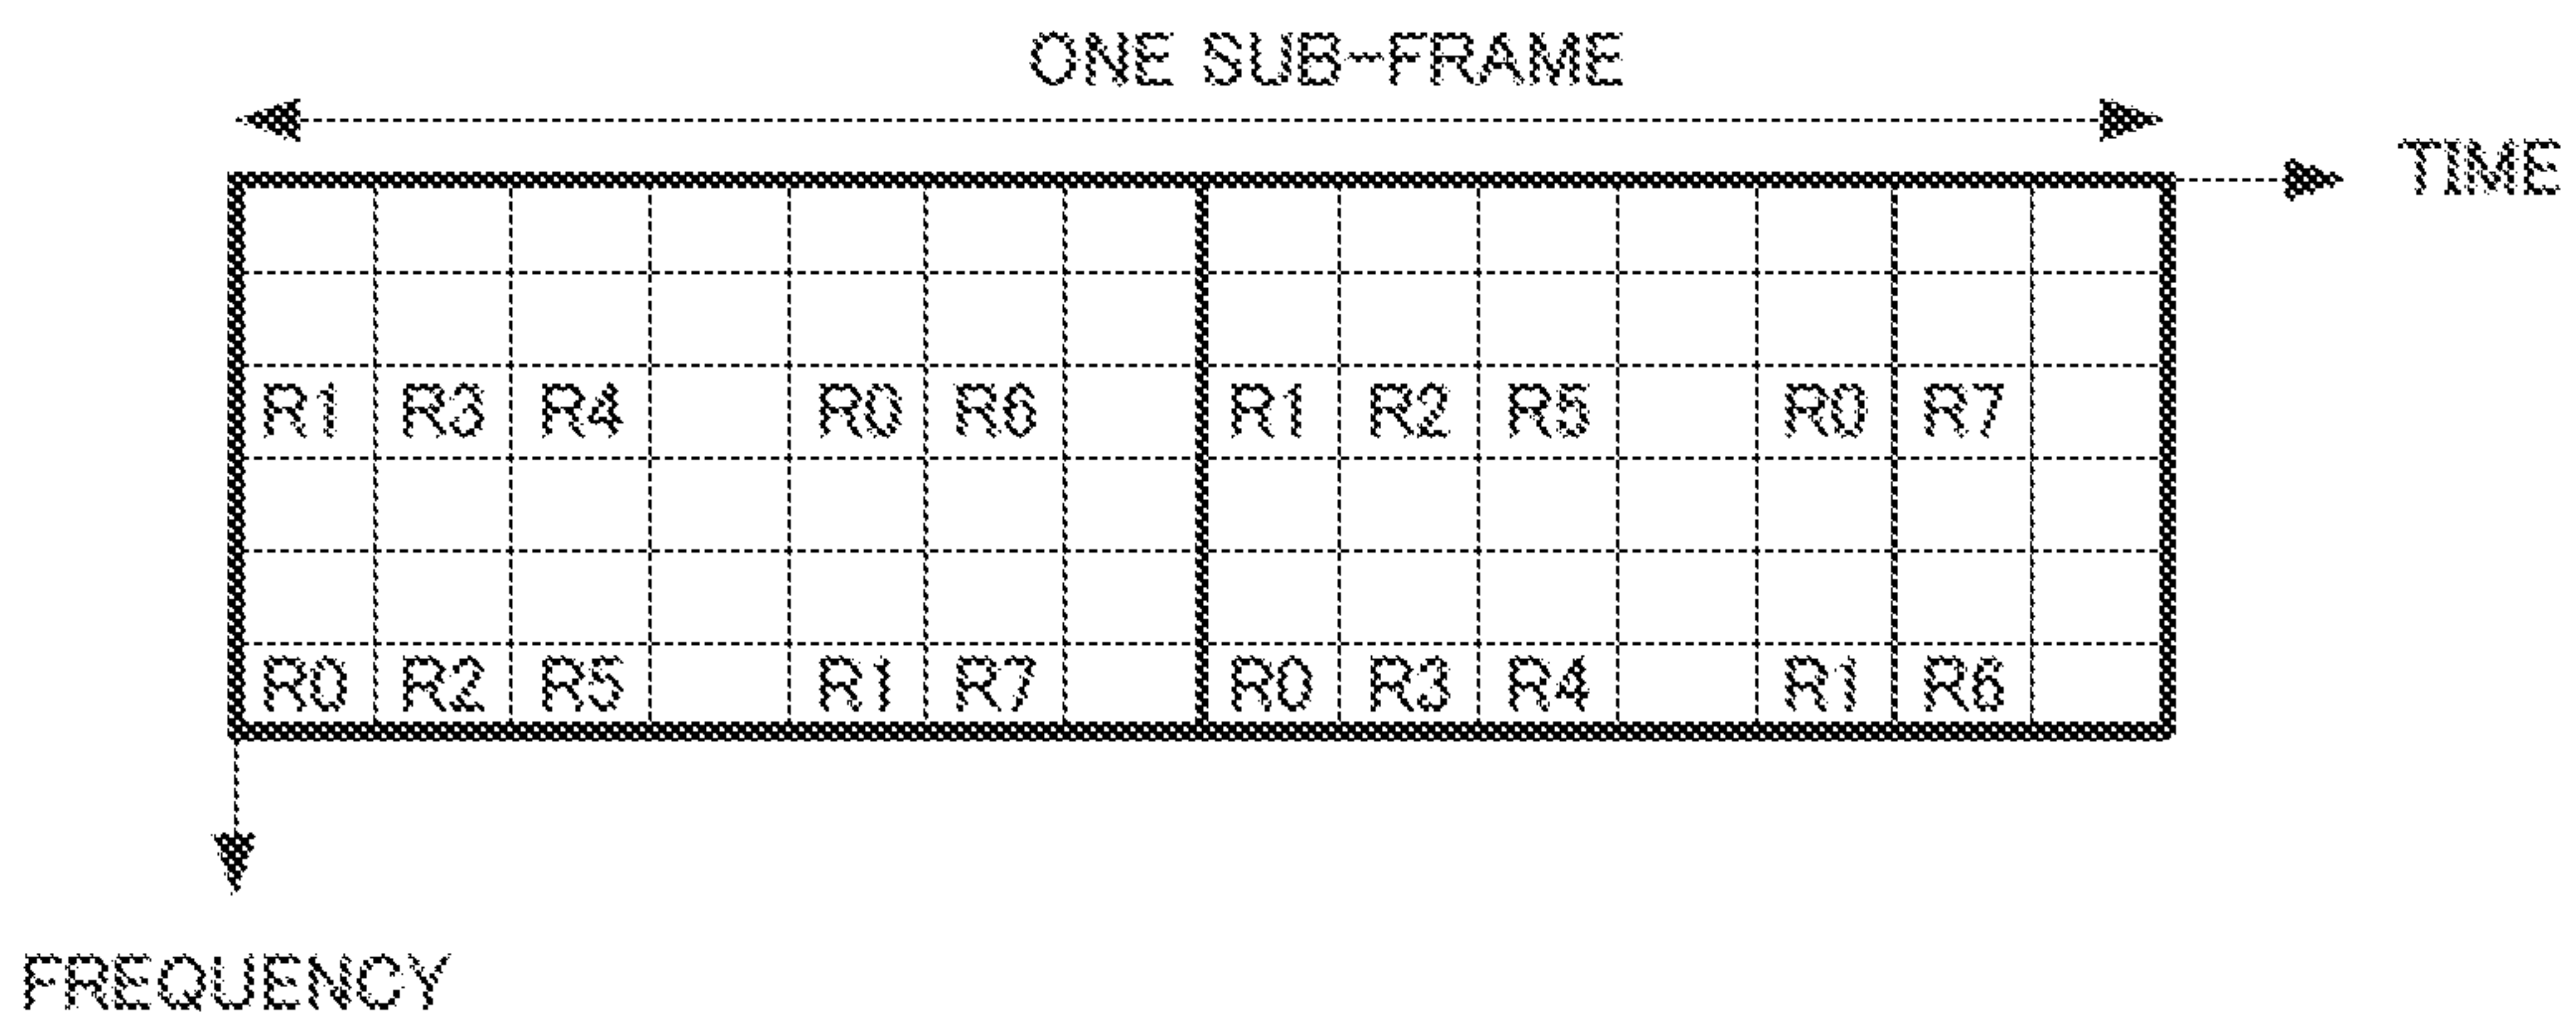 ONE SUB-FRAME
TIME
R1 R3 R4 R0 R6 R1 R2 R5 R0 R7
R0 R2 R5 R1 R7 R0 R3 R4 R1 R6
FREQUENCY